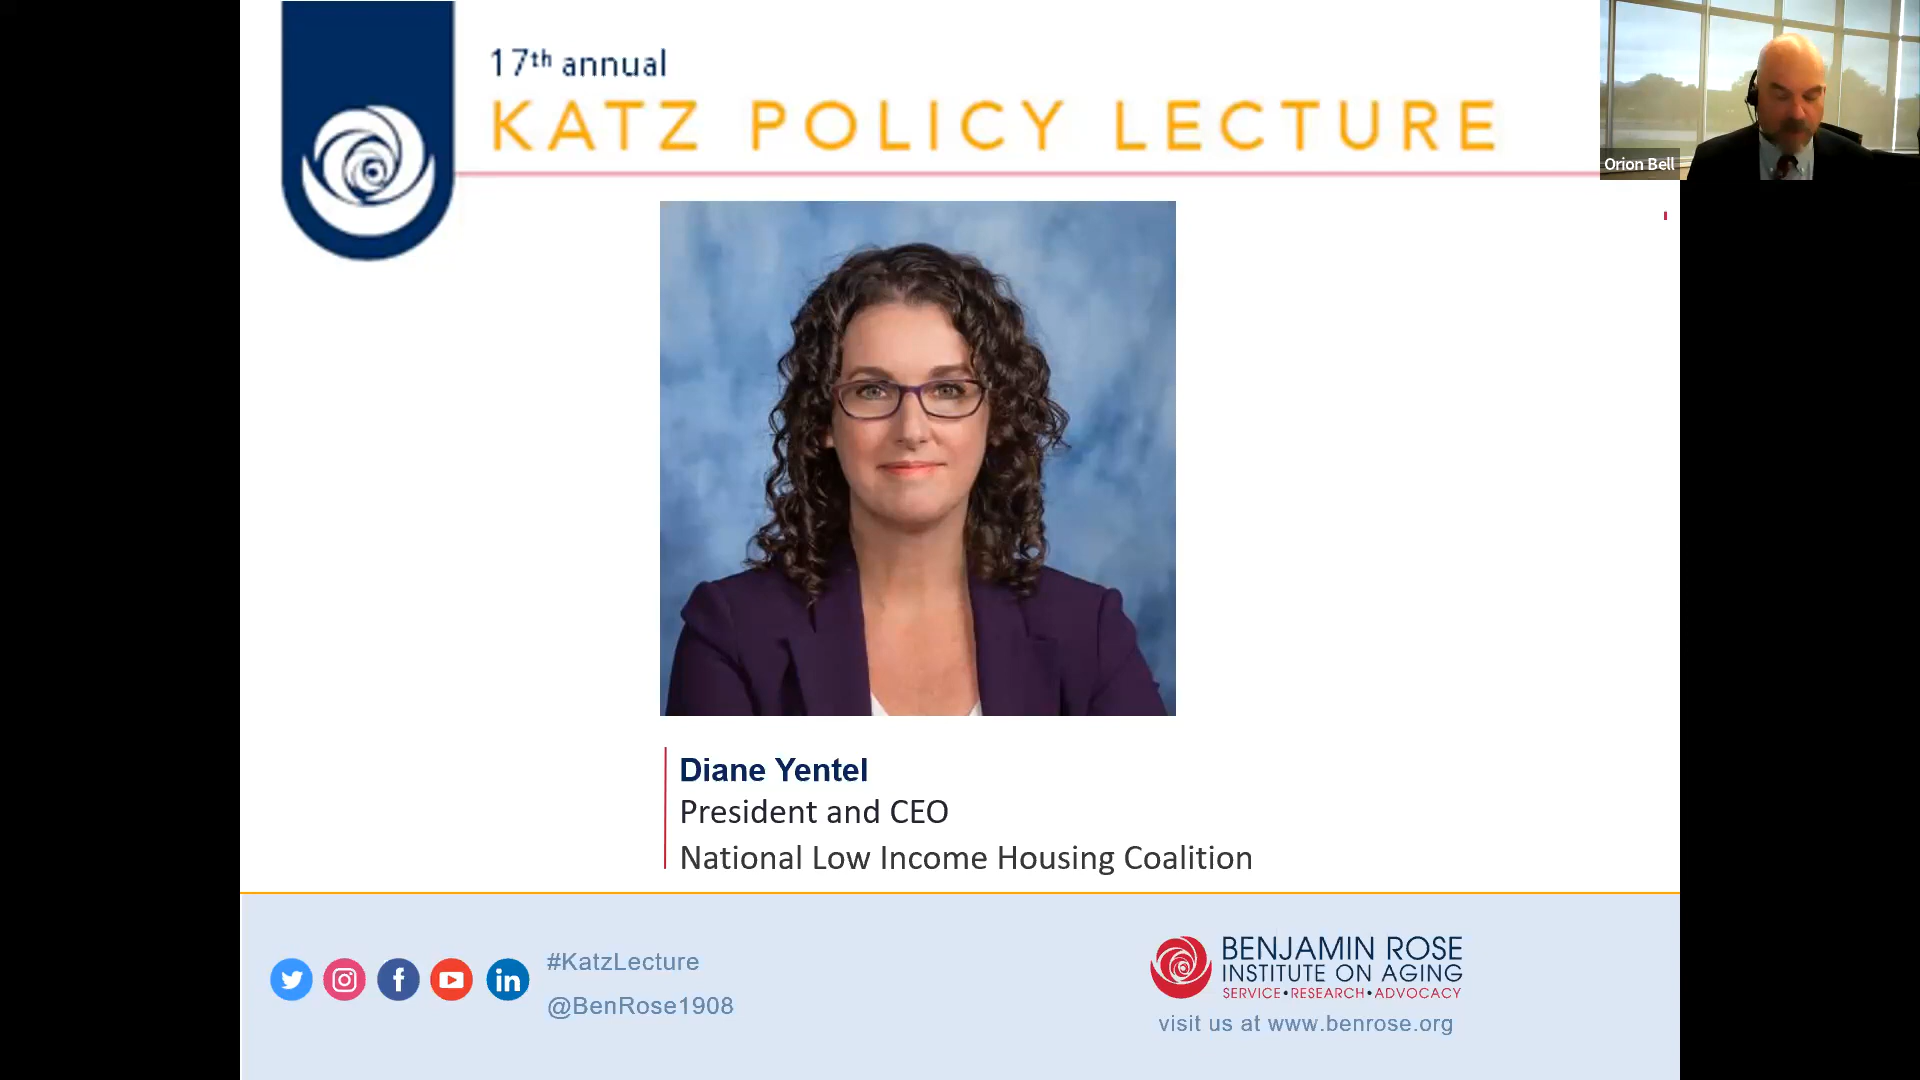 17th annual
KATZ POLICY LECTURE
Orion Bell
Diane Yentel
President and CEO
National Low Income Housing Coalition
#KatzLecture
@BenRose1908
BENJAMIN ROSE
INSTITUTE ON AGING
SERVICE•RESEARCH•ADVOCACY
visit us at www.benrose.org